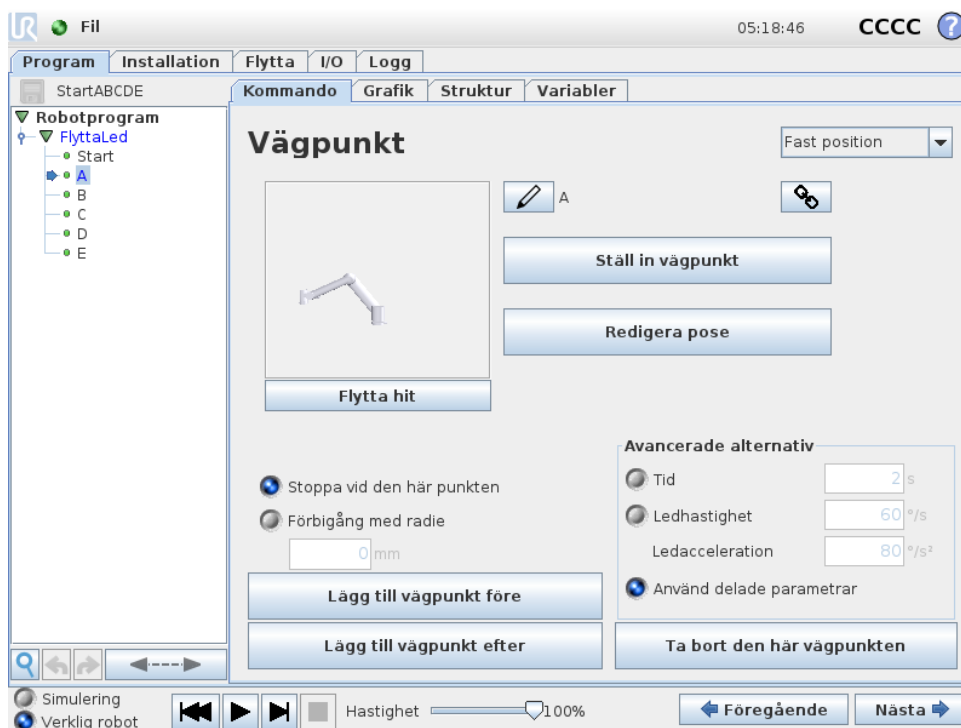 UR Fil 05:18:46 CCCC ?
Program Installation Flytta I/O Logg
StartABCDE
Kommando Grafik Struktur Variabler
Robotprogram
FlyttaLed
Start
A
B
C
D
E
Vägpunkt
Fast position
A
Ställ in vägpunkt
Redigera pose
Flytta hit
Stoppa vid den här punkten
Förbigång med radie
0 mm
Avancerade alternativ
Tid 2 s
Ledhastighet 60 °/s
Ledacceleration 80 °/s²
Använd delade parametrar
Lägg till vägpunkt före
Lägg till vägpunkt efter
Ta bort den här vägpunkten
Simulering
Verklig robot
Hastighet 100%
Föregående
Nästa